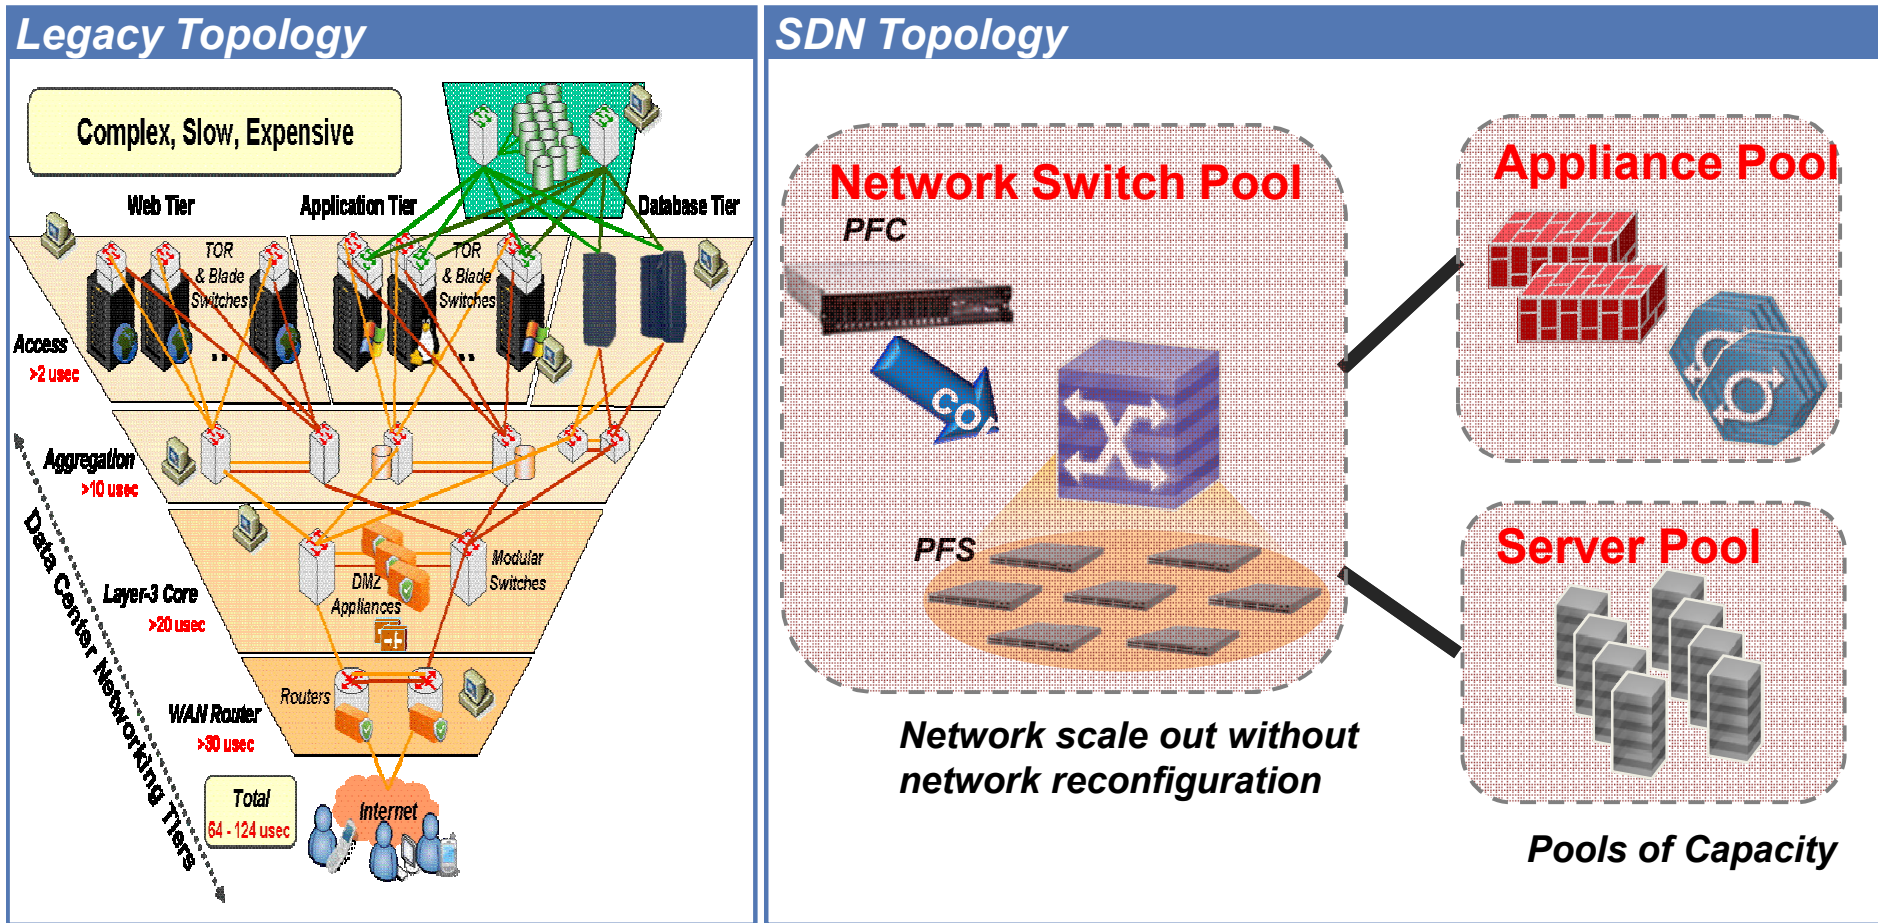 Legacy Topology
Complex, Slow, Expensive
Web Tier
Application Tier
Database Tier
TOR
& Blade
Switches
TOR
& Blade
Switches
..
..
Access
>2 usec
Aggregation
>10 usec
Layer-3 Core
>20 usec
DMZ
Appliances
Modular
Switches
WAN Router
>30 usec
Routers
Data Center Networking Tiers
Total
64 - 124 usec
Internet
SDN Topology
Network Switch Pool
PFC
PFS
Network scale out without
network reconfiguration
Appliance Pool
Server Pool
Pools of Capacity